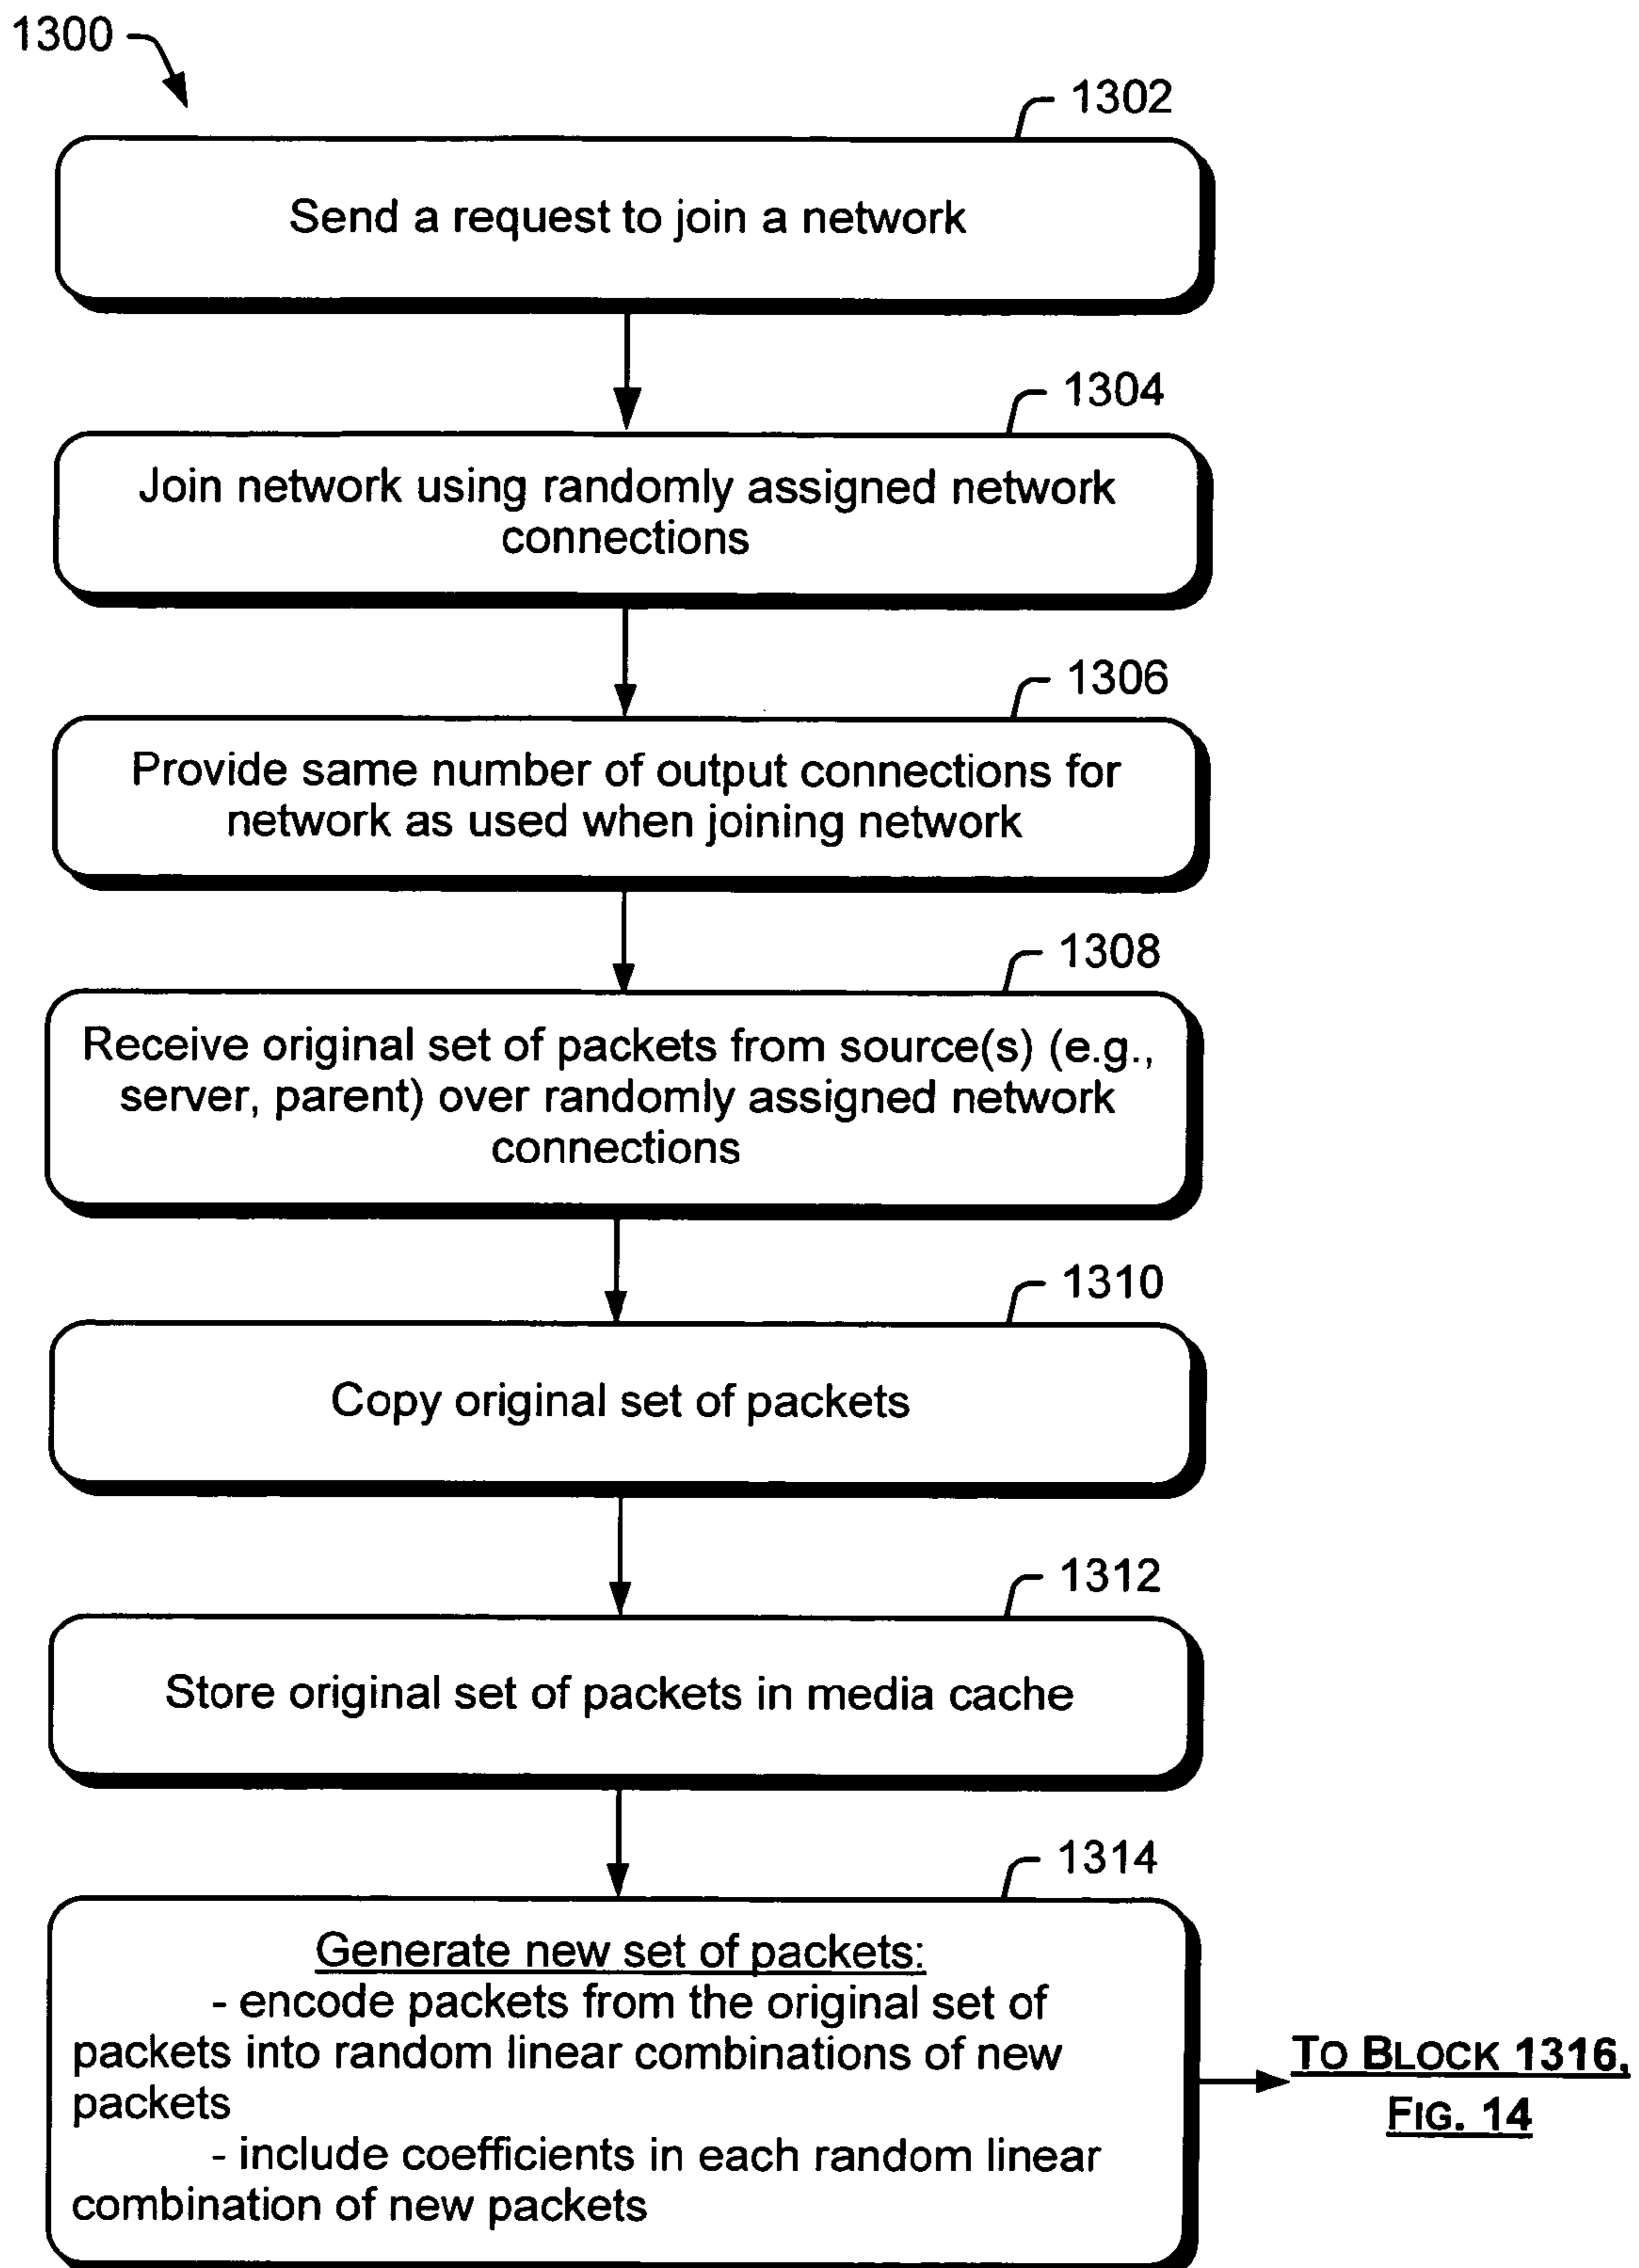 1300
1302
Send a request to join a network
1304
Join network using randomly assigned network
connections
1306
Provide same number of output connections for
network as used when joining network
1308
Receive original set of packets from source(s) (e.g.,
server, parent) over randomly assigned network
connections
1310
Copy original set of packets
1312
Store original set of packets in media cache
1314
Generate new set of packets:
- encode packets from the original set of
packets into random linear combinations of new
packets
- include coefficients in each random linear
combination of new packets
TO BLOCK 1316,
FIG. 14